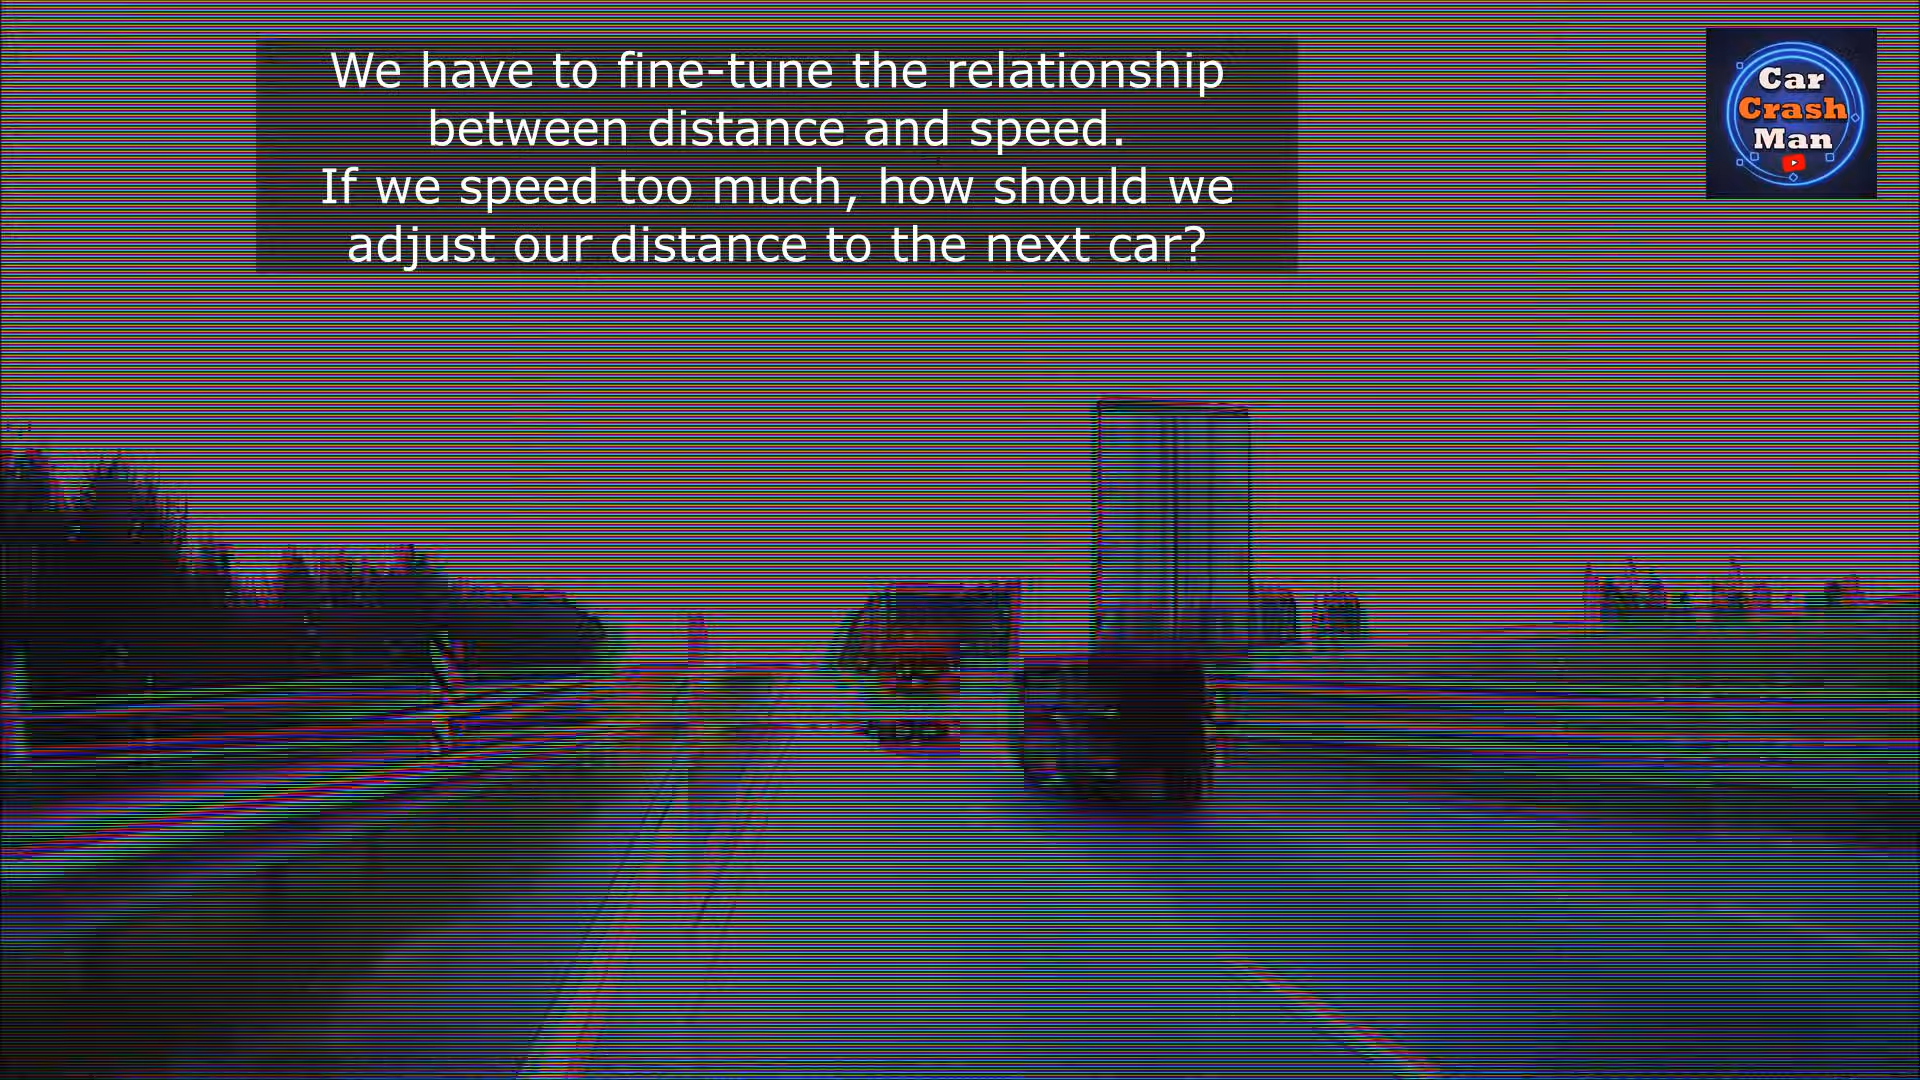 We have to fine-tune the relationship
between distance and speed.
If we speed too much, how should we
adjust our distance to the next car?
Car
Crash
Man